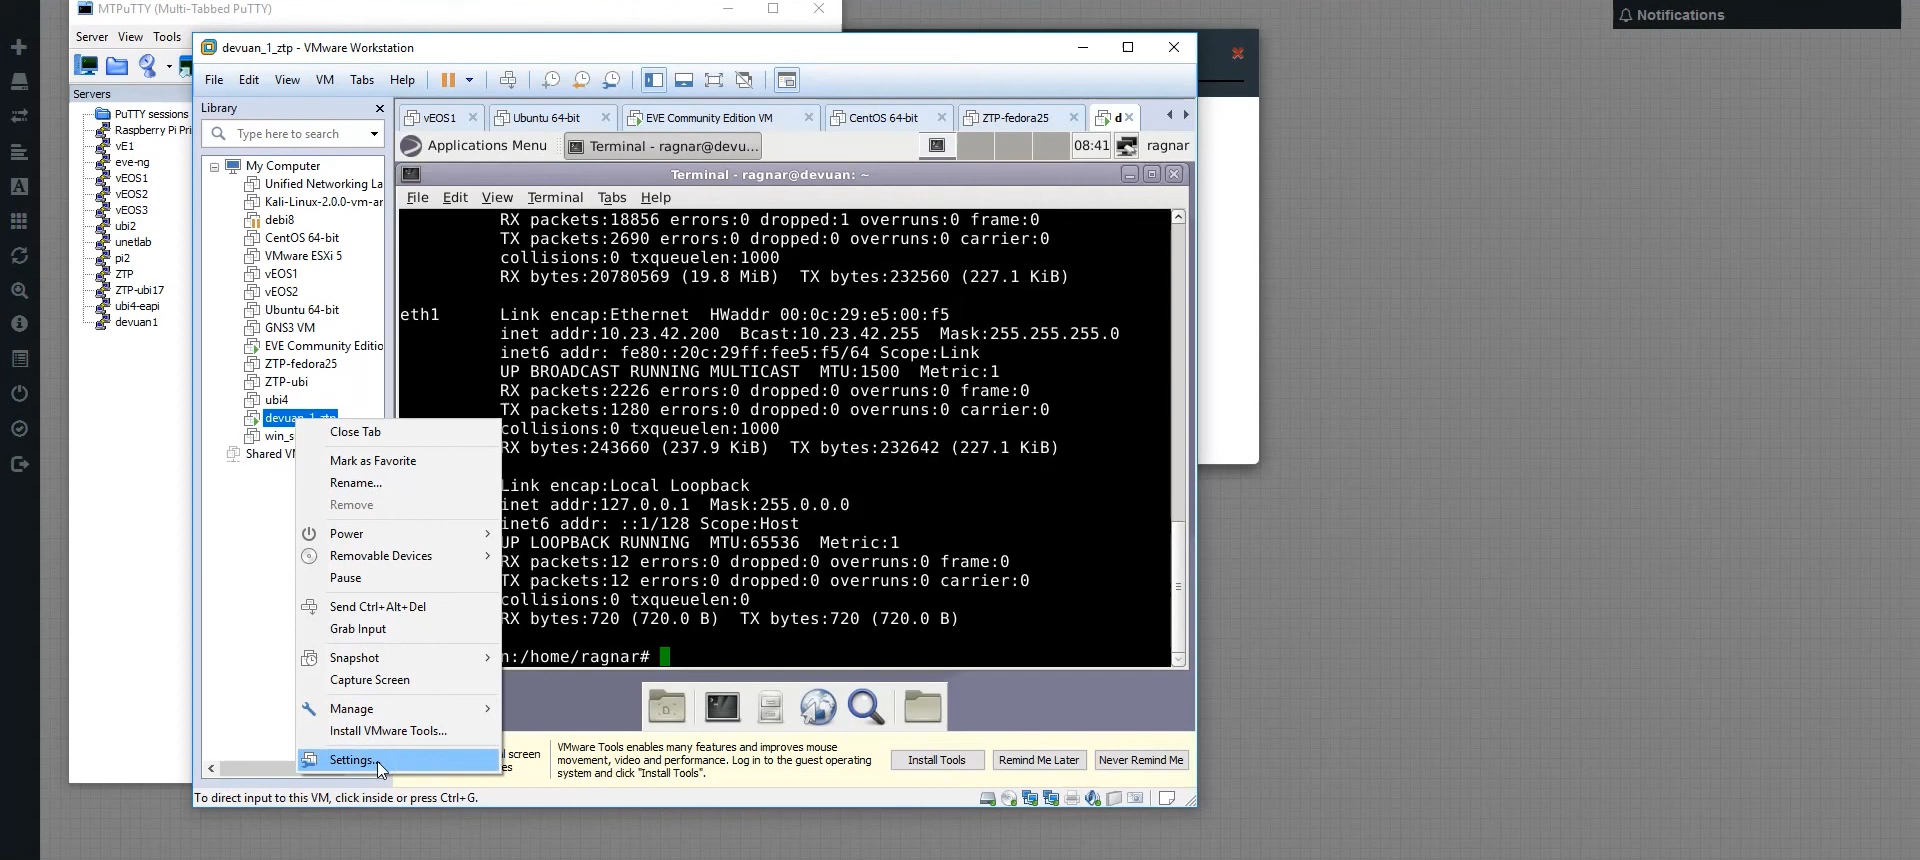 MTPuTTY (Multi-Tabbed PuTTY)
Notifications
Server View Tools
Servers
PuTTY sessions
Raspberry Pi Pri
vE1
eve-ng
vEOS1
vEOS2
vEOS3
ubi2
unetlab
pi2
ZTP
ZTP-ubi17
ubi4-eapi
devuan1
devuan_1_ztp - VMware Workstation
File Edit View VM Tabs Help
Library
Type here to search
My Computer
Unified Networking La
Kali-Linux-2.0.0-vm-ar
debi8
CentOS 64-bit
VMware ESXi 5
vEOS1
vEOS2
Ubuntu 64-bit
GNS3 VM
EVE Community Editio
ZTP-fedora25
ZTP-ubi
ubi4
devuan_1_ztp
win_s
Shared VM
Close Tab
Mark as Favorite
Rename...
Remove
Power
Removable Devices
Pause
Send Ctrl+Alt+Del
Grab Input
Snapshot
Capture Screen
Manage
Install VMware Tools...
Settings...
vEOS1 Ubuntu 64-bit EVE Community Edition VM CentOS 64-bit ZTP-fedora25 d
Applications Menu Terminal - ragnar@devu... 08:41 ragnar
Terminal - ragnar@devuan: ~
File Edit View Terminal Tabs Help
RX packets:18856 errors:0 dropped:1 overruns:0 frame:0
TX packets:2690 errors:0 dropped:0 overruns:0 carrier:0
collisions:0 txqueuelen:1000
RX bytes:20780569 (19.8 MiB) TX bytes:232560 (227.1 KiB)
eth1 Link encap:Ethernet HWaddr 00:0c:29:e5:00:f5
inet addr:10.23.42.200 Bcast:10.23.42.255 Mask:255.255.255.0
inet6 addr: fe80::20c:29ff:fee5:f5/64 Scope:Link
UP BROADCAST RUNNING MULTICAST MTU:1500 Metric:1
RX packets:2226 errors:0 dropped:0 overruns:0 frame:0
TX packets:1280 errors:0 dropped:0 overruns:0 carrier:0
collisions:0 txqueuelen:1000
RX bytes:243660 (237.9 KiB) TX bytes:232642 (227.1 KiB)
Link encap:Local Loopback
inet addr:127.0.0.1 Mask:255.0.0.0
inet6 addr: ::1/128 Scope:Host
UP LOOPBACK RUNNING MTU:65536 Metric:1
RX packets:12 errors:0 dropped:0 overruns:0 frame:0
TX packets:12 errors:0 dropped:0 overruns:0 carrier:0
collisions:0 txqueuelen:0
RX bytes:720 (720.0 B) TX bytes:720 (720.0 B)
n:/home/ragnar#
l screen
es
VMware Tools enables many features and improves mouse
movement, video and performance. Log in to the guest operating
system and click "Install Tools".
Install Tools Remind Me Later Never Remind Me
To direct input to this VM, click inside or press Ctrl+G.